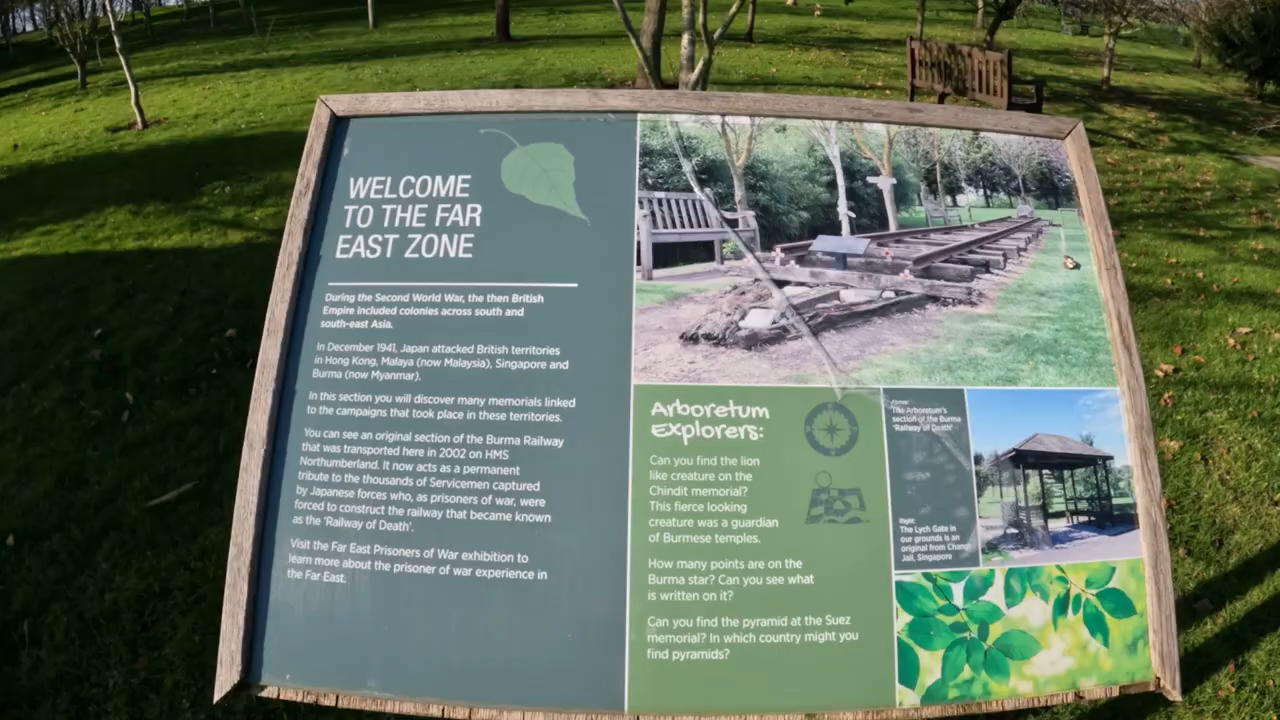 WELCOME
TO THE FAR
EAST ZONE
During the Second World War, the then British
Empire included colonies across south and
south-east Asia.
In December 1941, Japan attacked British territories
in Hong Kong, Malaya (now Malaysia), Singapore and
Burma (now Myanmar).
In this section you will discover many memorials linked
to the campaigns that took place in these territories.
You can see an original section of the Burma Railway
that was transported here in 2002 on HMS
Northumberland. It now acts as a permanent
tribute to the thousands of Servicemen captured
by Japanese forces who, as prisoners of war, were
forced to construct the railway that became known
as the 'Railway of Death'.
Visit the Far East Prisoners of War exhibition to
learn more about the prisoner of war experience in
the Far East.
Arboretum
Explorers:
Can you find the lion
like creature on the
Chindit memorial?
This fierce looking
creature was a guardian
of Burmese temples.
How many points are on the
Burma star? Can you see what
is written on it?
Can you find the pyramid at the Suez
memorial? In which country might you
find pyramids?
Above:
The Arboretum's
section of the Burma
'Railway of Death'
Right:
The Lych Gate in
our grounds is an
original from Changi
Jail, Singapore